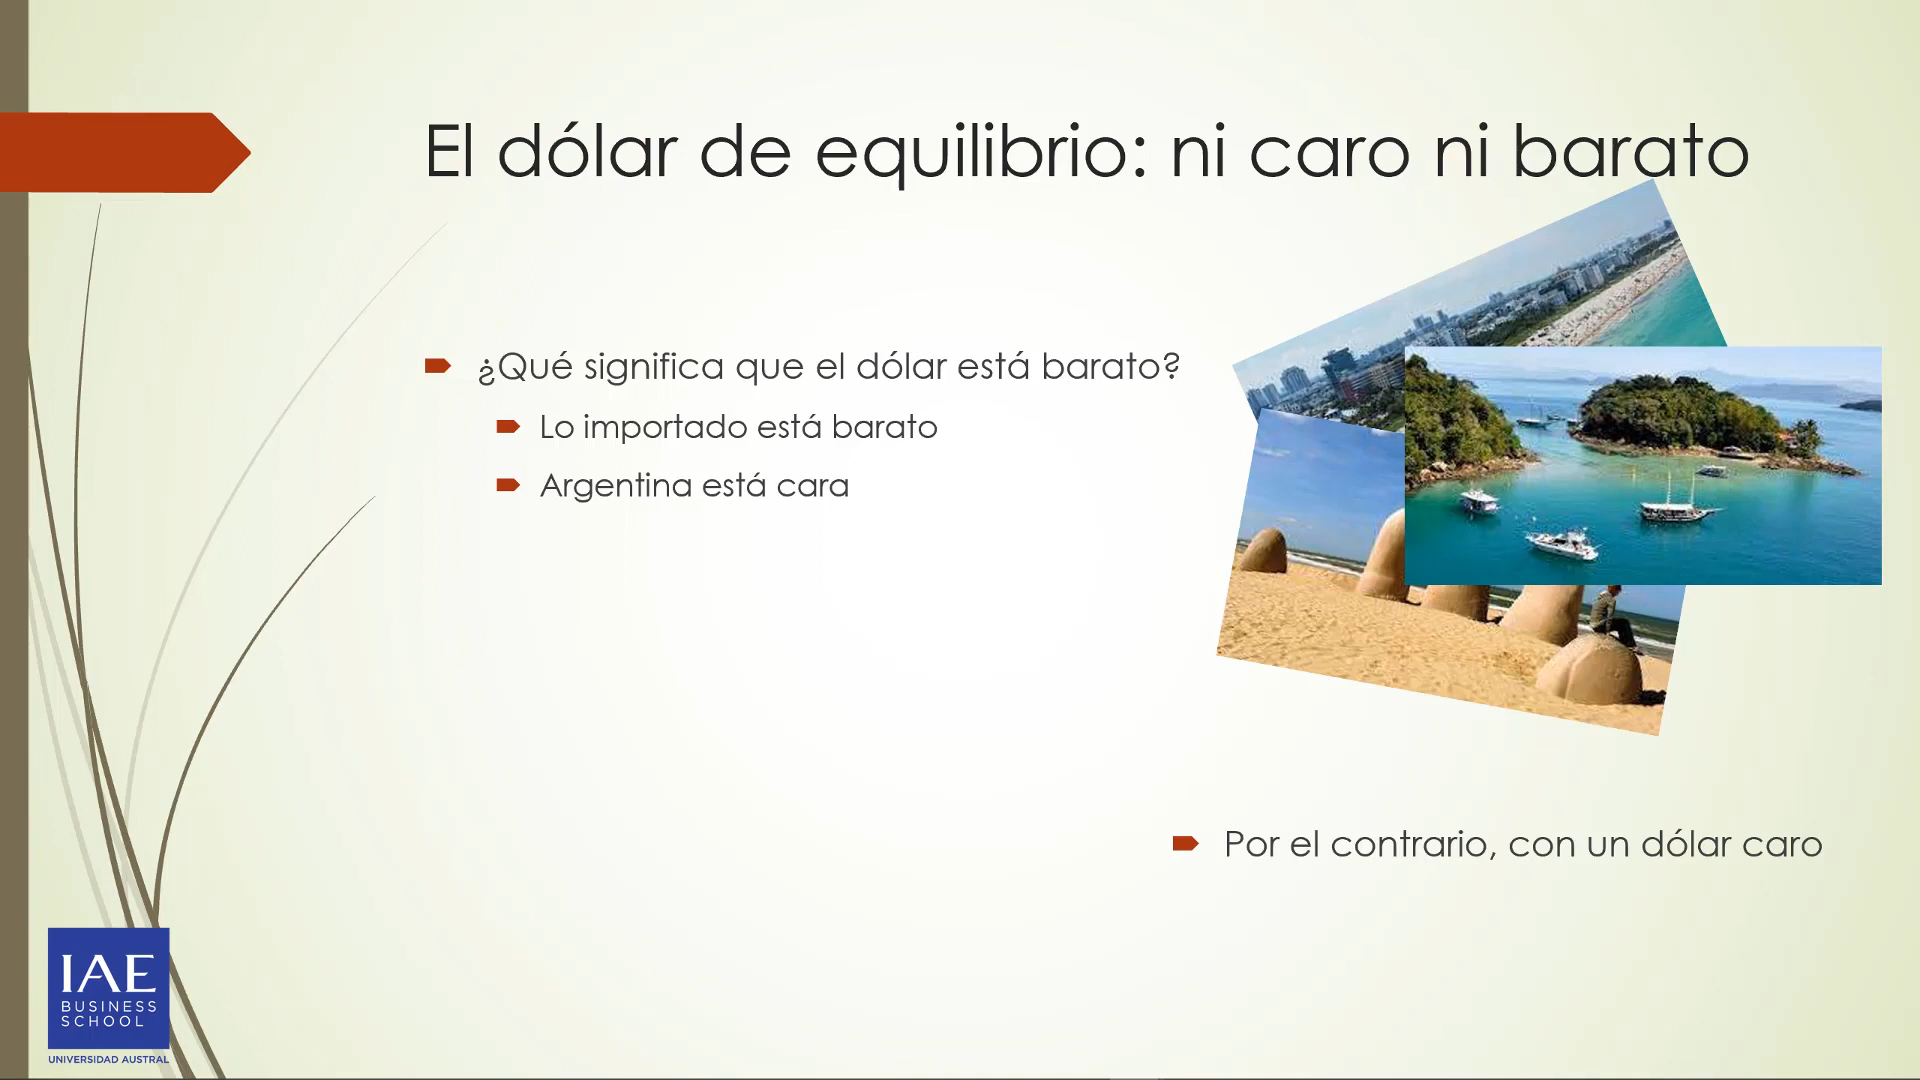 El dólar de equilibrio: ni caro ni barato
¿Qué significa que el dólar está barato?
Lo importado está barato
Argentina está cara
Por el contrario, con un dólar caro
IAE
BUSINESS
SCHOOL
UNIVERSIDAD AUSTRAL